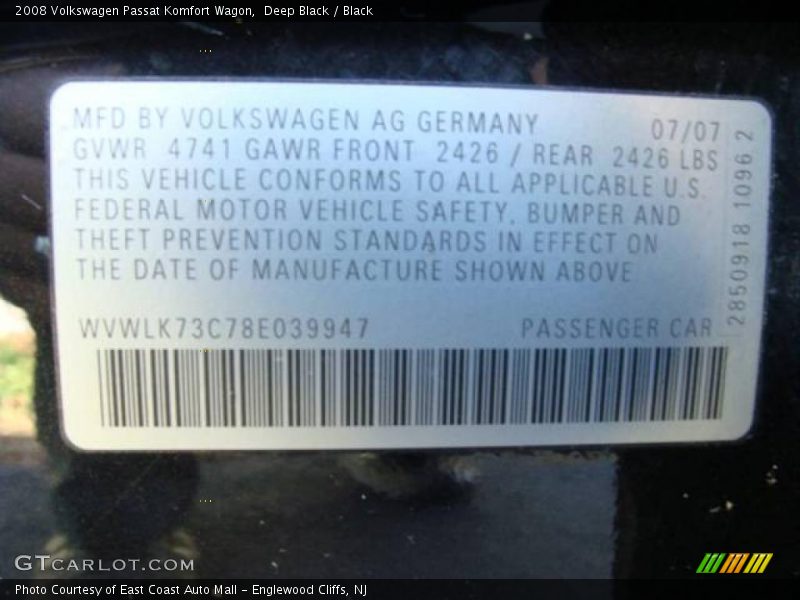 2008 Volkswagen Passat Komfort Wagon,  Deep Black / Black
MFD BY VOLKSWAGEN AG GERMANY 07/07
GVWR 4741 GAWR FRONT 2426 / REAR 2426 LBS
THIS VEHICLE CONFORMS TO ALL APPLICABLE U.S.
FEDERAL MOTOR VEHICLE SAFETY, BUMPER AND
THEFT PREVENTION STANDARDS IN EFFECT ON
THE DATE OF MANUFACTURE SHOWN ABOVE
2850918 1096 2
WVWLK73C78E039947 PASSENGER CAR
GTCARLOT.COM
Photo Courtesy of East Coast Auto Mall - Englewood Cliffs, NJ